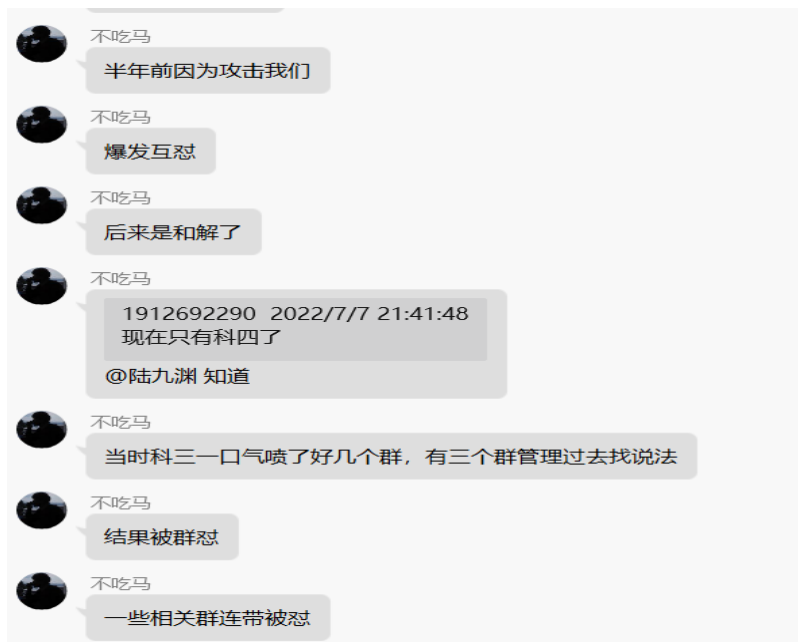 不吃马
半年前因为攻击我们
不吃马
爆发互怼
不吃马
后来是和解了
不吃马
1912692290 2022/7/7 21:41:48
现在只有科四了
@陆九渊 知道
不吃马
当时科三一口气喷了好几个群，有三个群管理过去找说法
不吃马
结果被群怼
不吃马
一些相关群连带被怼